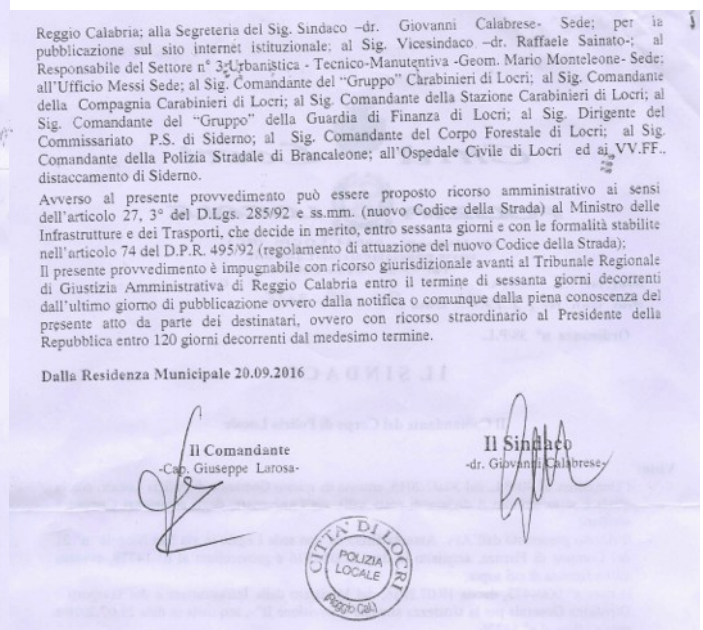 Reggio Calabria; alla Segreteria del Sig. Sindaco –dr. Giovanni Calabrese- Sede; per la
pubblicazione sul sito internet istituzionale; al Sig. Vicesindaco –dr. Raffaele Sainato-; al
Responsabile del Settore n° 3-Urbanistica - Tecnico-Manutentiva -Geom. Mario Monteleone- Sede;
all'Ufficio Messi Sede; al Sig. Comandante del "Gruppo" Carabinieri di Locri; al Sig. Comandante
della Compagnia Carabinieri di Locri; al Sig. Comandante della Stazione Carabinieri di Locri; al
Sig. Comandante del "Gruppo" della Guardia di Finanza di Locri; al Sig. Dirigente del
Commissariato P.S. di Siderno; al Sig. Comandante del Corpo Forestale di Locri; al Sig.
Comandante della Polizia Stradale di Brancaleone; all'Ospedale Civile di Locri ed ai VV.FF.,
distaccamento di Siderno.
Avverso al presente provvedimento può essere proposto ricorso amministrativo ai sensi
dell'articolo 27, 3° del D.Lgs. 285/92 e ss.mm. (nuovo Codice della Strada) al Ministro delle
Infrastrutture e dei Trasporti, che decide in merito, entro sessanta giorni e con le formalità stabilite
nell'articolo 74 del D.P.R. 495/92 (regolamento di attuazione del nuovo Codice della Strada);
Il presente provvedimento è impugnabile con ricorso giurisdizionale avanti al Tribunale Regionale
di Giustizia Amministrativa di Reggio Calabria entro il termine di sessanta giorni decorrenti
dall'ultimo giorno di pubblicazione ovvero dalla notifica o comunque dalla piena conoscenza del
presente atto da parte dei destinatari, ovvero con ricorso straordinario al Presidente della
Repubblica entro 120 giorni decorrenti dal medesimo termine.
Dalla Residenza Municipale 20.09.2016
Il Comandante
-Cap. Giuseppe Larosa-
Il Sindaco
-dr. Giovanni Calabrese-
CITTA' DI LOCRI
POLIZIA
LOCALE
(Reggio Cal.)